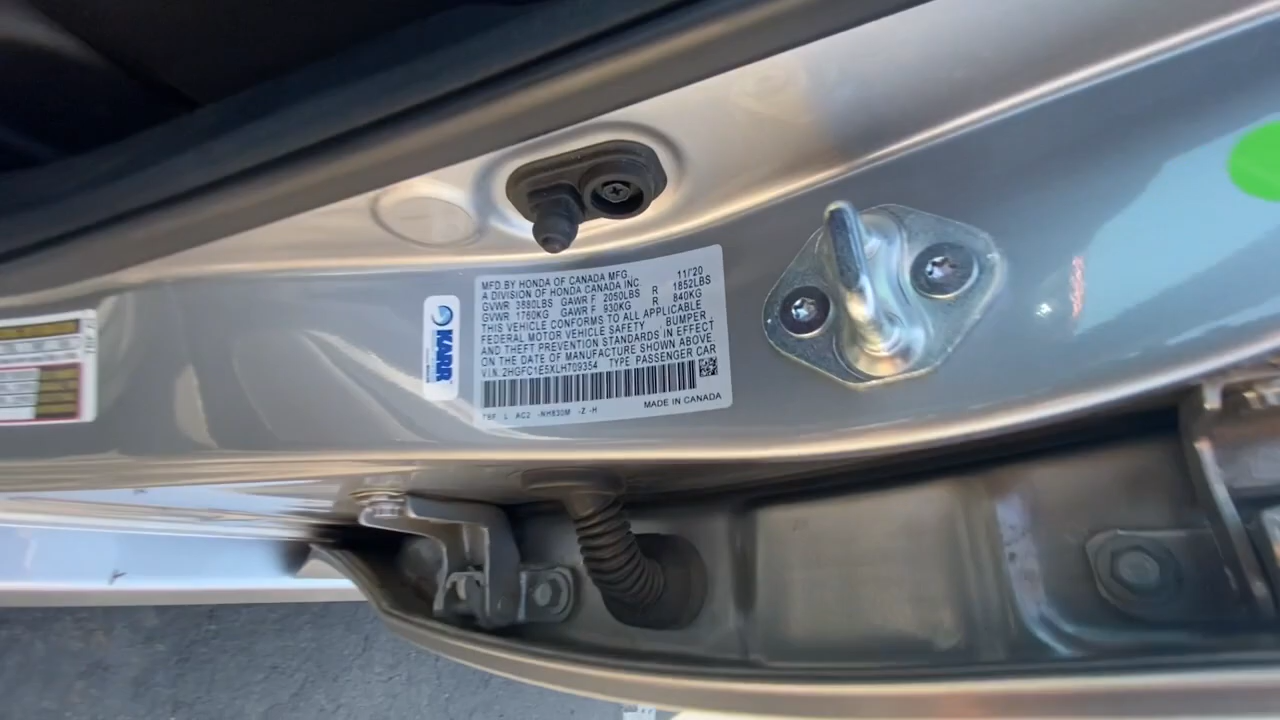 MFD.BY HONDA OF CANADA MFG. 11/'20
A DIVISION OF HONDA CANADA INC.
GVWR 3880LBS GAWR F 2050LBS R 1852LBS
GVWR 1760KG GAWR F 930KG R 840KG
THIS VEHICLE CONFORMS TO ALL APPLICABLE
FEDERAL MOTOR VEHICLE SAFETY , BUMPER ,
AND THEFT PREVENTION STANDARDS IN EFFECT
ON THE DATE OF MANUFACTURE SHOWN ABOVE.
V.I.N. 2HGFC1E5XLH709354 TYPE PASSENGER CAR
L AC2 -NH830M -Z -H
MADE IN CANADA
KARR